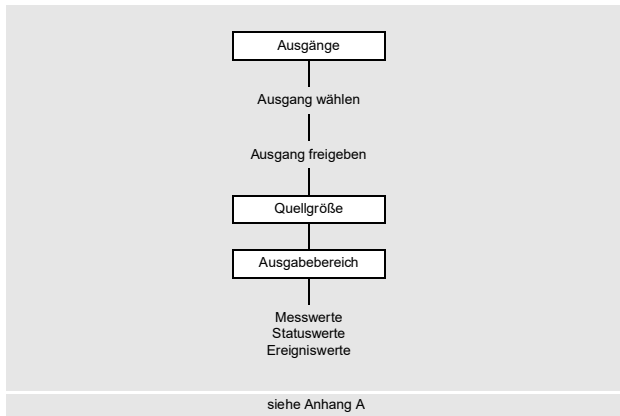 Ausgänge
Ausgang wählen
Ausgang freigeben
Quellgröße
Ausgabebereich
Messwerte
Statuswerte
Ereigniswerte
siehe Anhang A